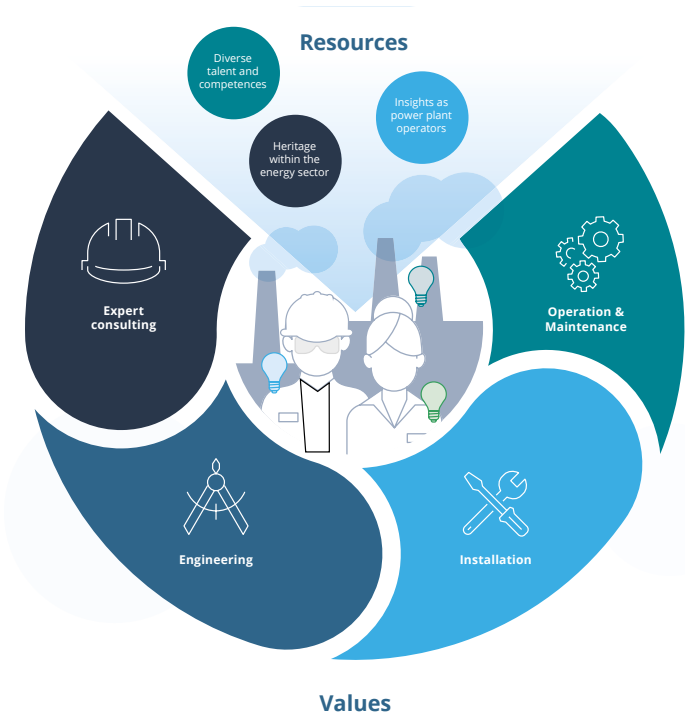 Resources
Diverse
talent and
competences
Insights as
power plant
operators
Heritage
within the
energy sector
Expert
consulting
Operation &
Maintenance
Engineering
Installation
Values